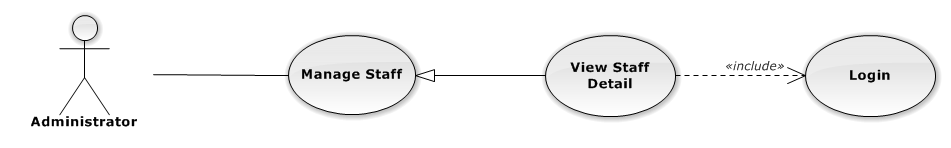 Administrator
Manage Staff
View Staff
Detail
«include»
Login